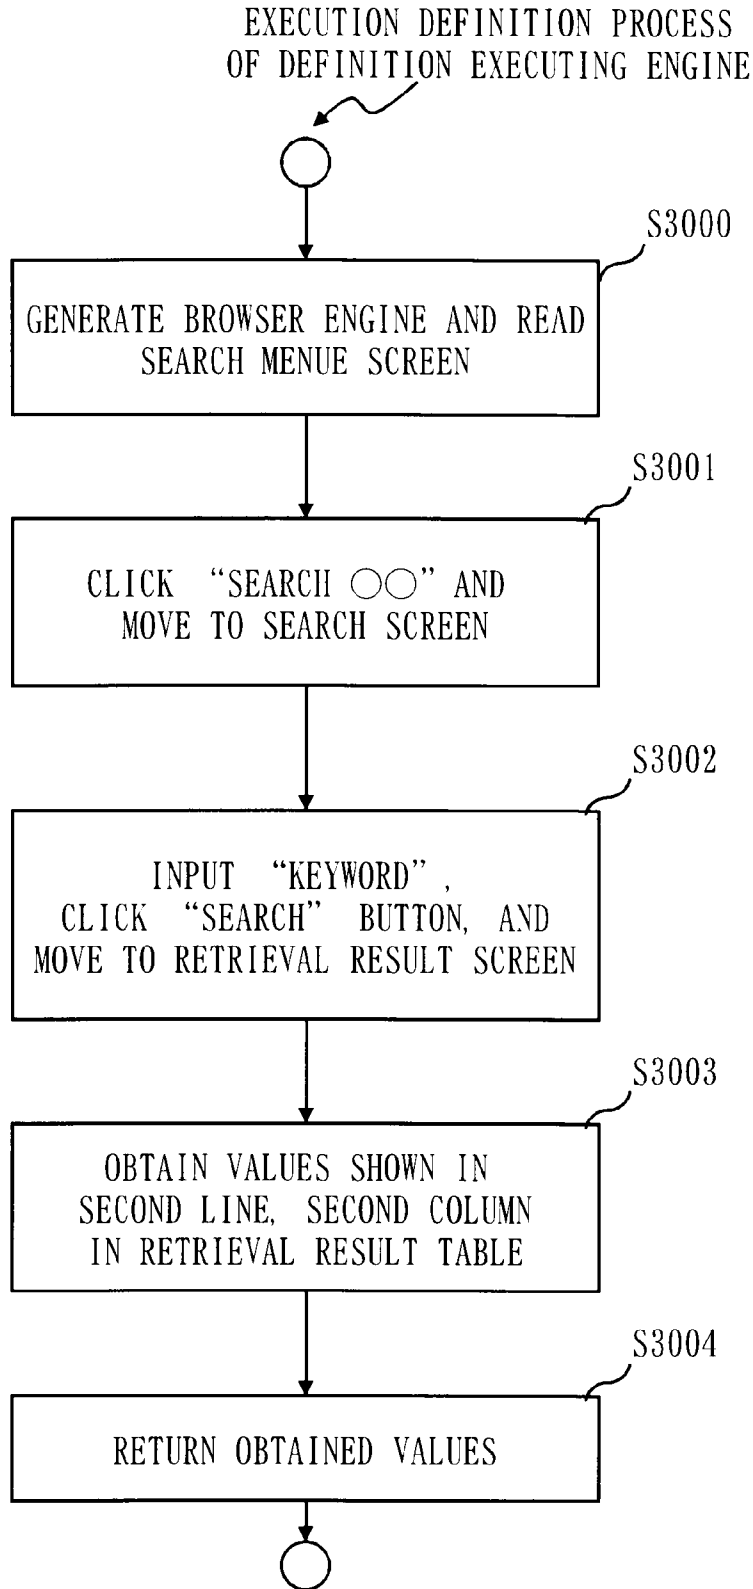 EXECUTION DEFINITION PROCESS
OF DEFINITION EXECUTING ENGINE
S3000
GENERATE BROWSER ENGINE AND READ
SEARCH MENUE SCREEN
S3001
CLICK “SEARCH ○○” AND
MOVE TO SEARCH SCREEN
S3002
INPUT “KEYWORD”,
CLICK “SEARCH” BUTTON, AND
MOVE TO RETRIEVAL RESULT SCREEN
S3003
OBTAIN VALUES SHOWN IN
SECOND LINE, SECOND COLUMN
IN RETRIEVAL RESULT TABLE
S3004
RETURN OBTAINED VALUES